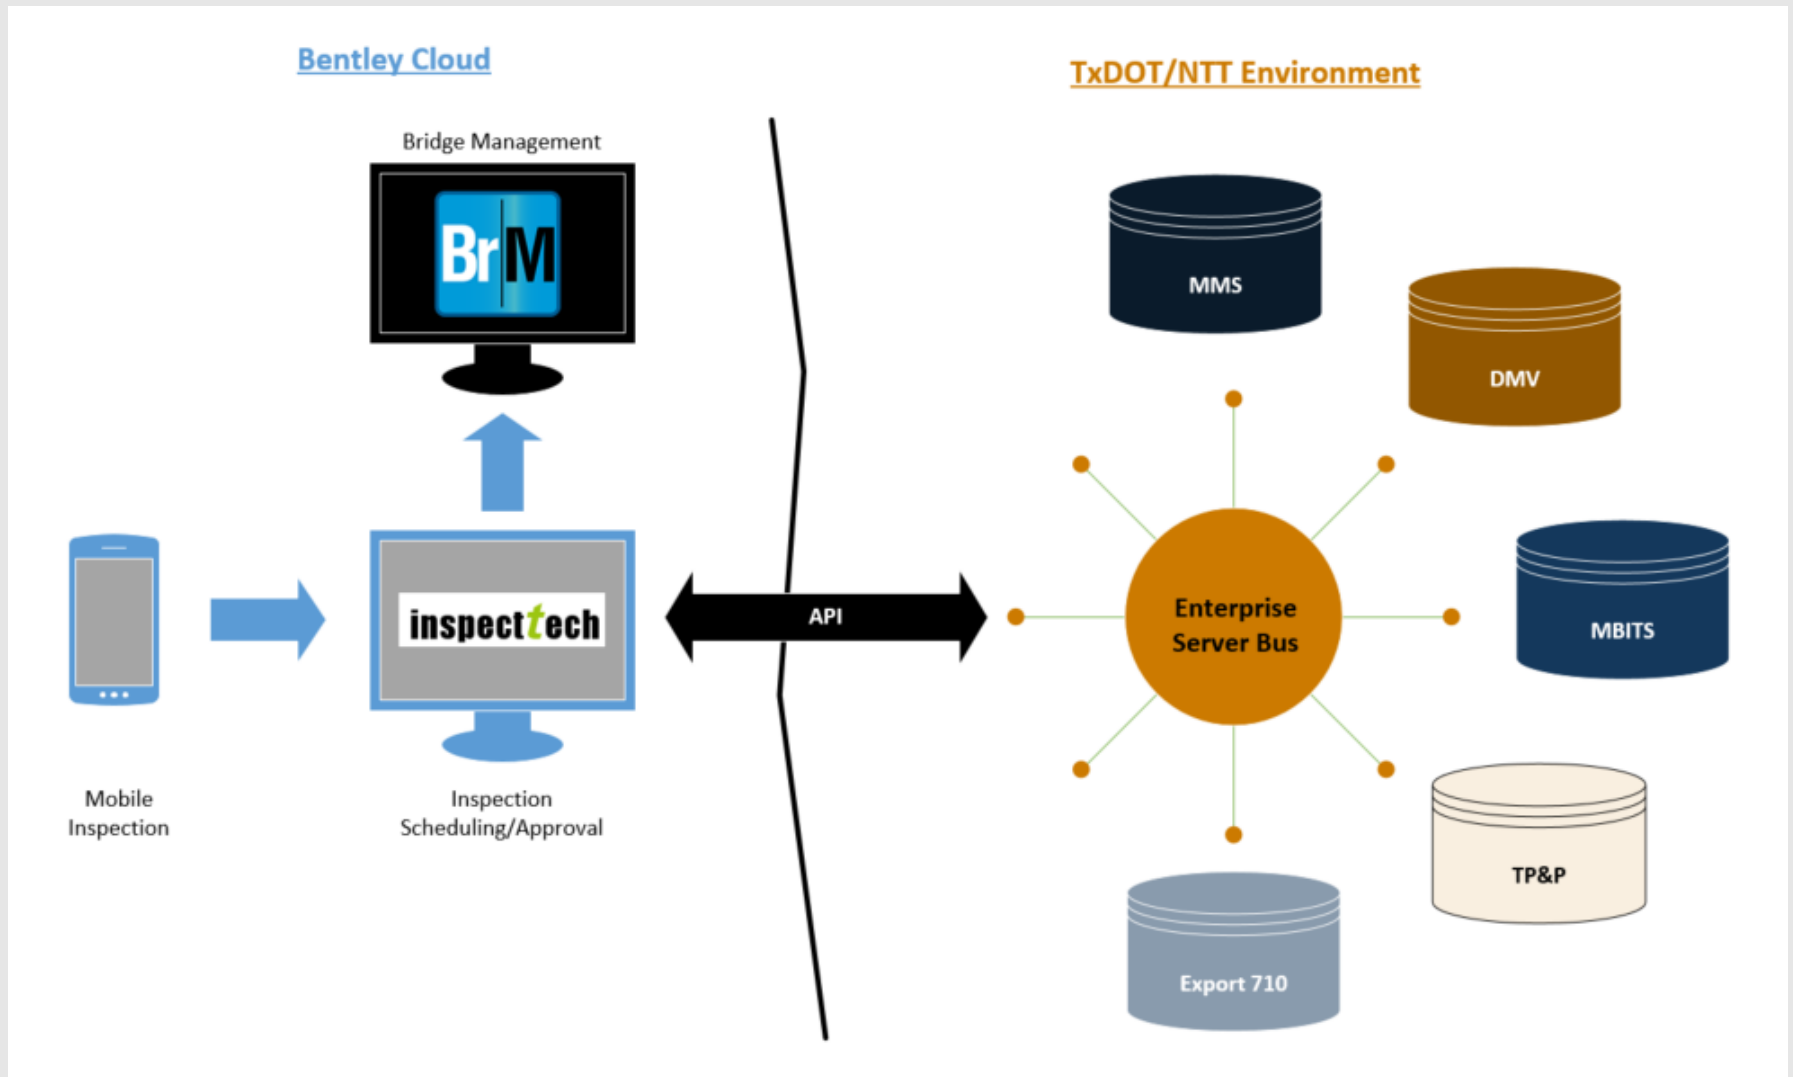 Bentley Cloud
TxDOT/NTT Environment
Bridge Management
BrM
MMS
DMV
inspecttech
API
Enterprise
Server Bus
MBITS
Mobile
Inspection
Inspection
Scheduling/Approval
TP&P
Export 710